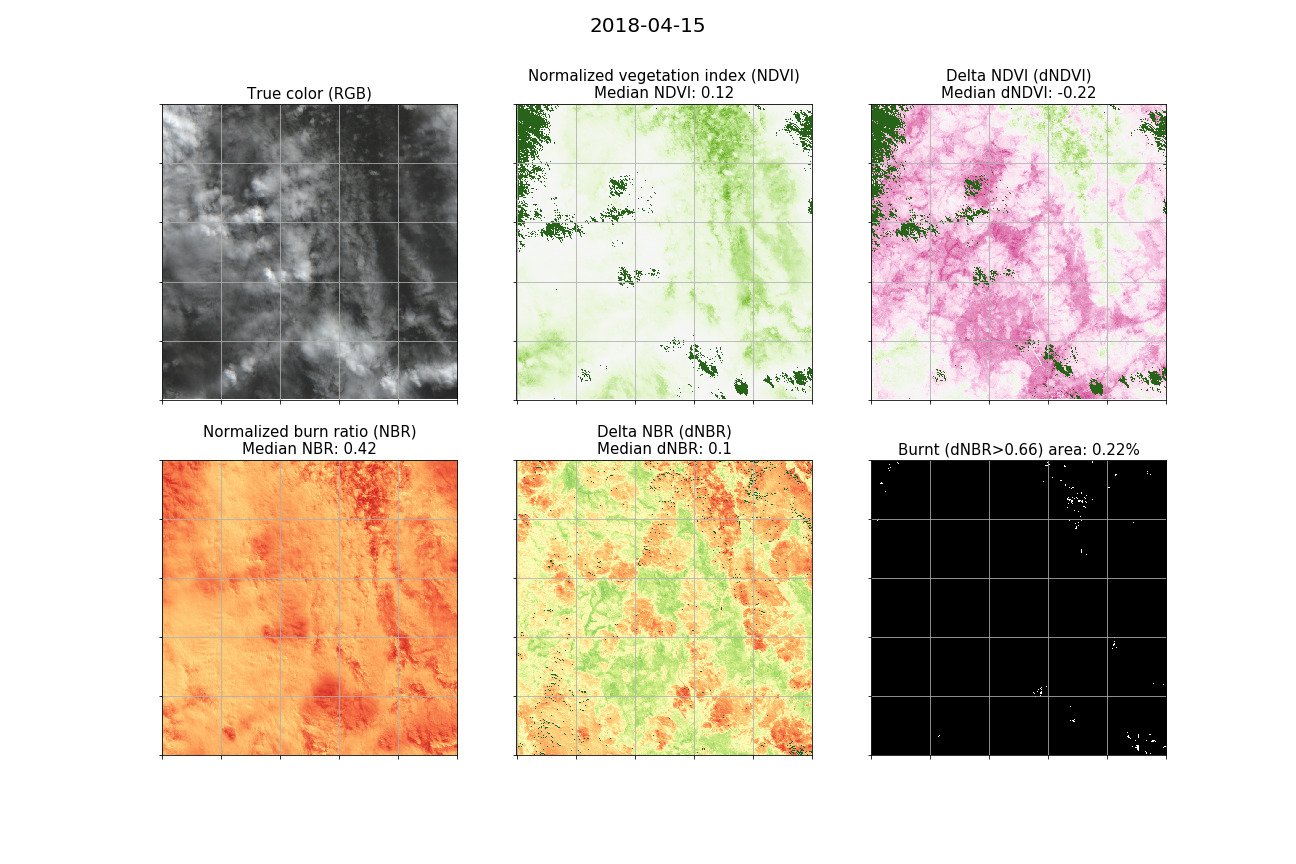 2018-04-15
True color (RGB)
Normalized vegetation index (NDVI)
Median NDVI: 0.12
Delta NDVI (dNDVI)
Median dNDVI: -0.22
Normalized burn ratio (NBR)
Median NBR: 0.42
Delta NBR (dNBR)
Median dNBR: 0.1
Burnt (dNBR>0.66) area: 0.22%